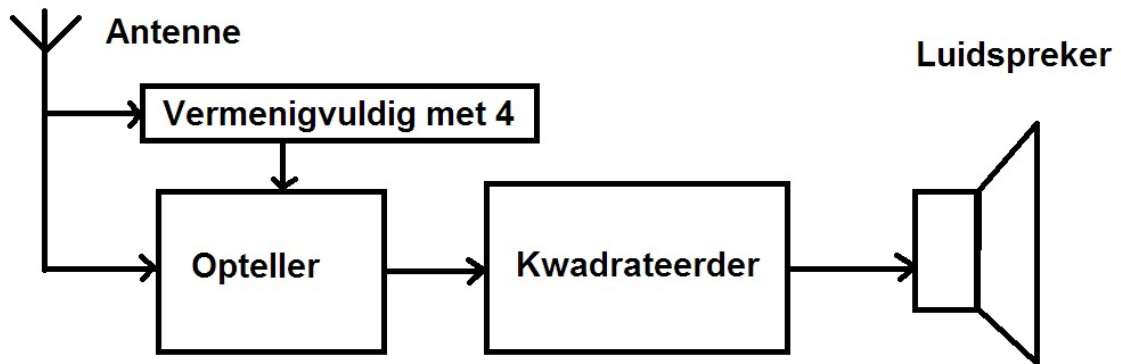 Antenne
Luidspreker
Vermenigvuldig met 4
Opteller
Kwadrateerder